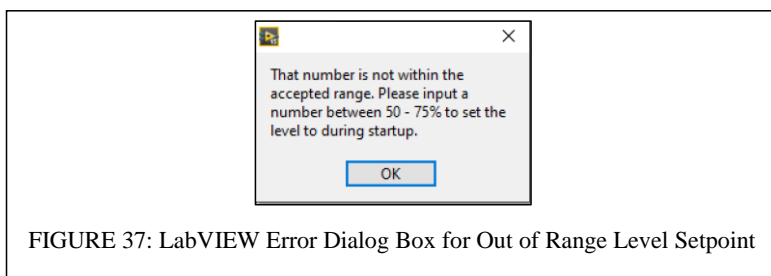 That number is not within the
accepted range. Please input a
number between 50 - 75% to set the
level to during startup.
OK
FIGURE 37: LabVIEW Error Dialog Box for Out of Range Level Setpoint